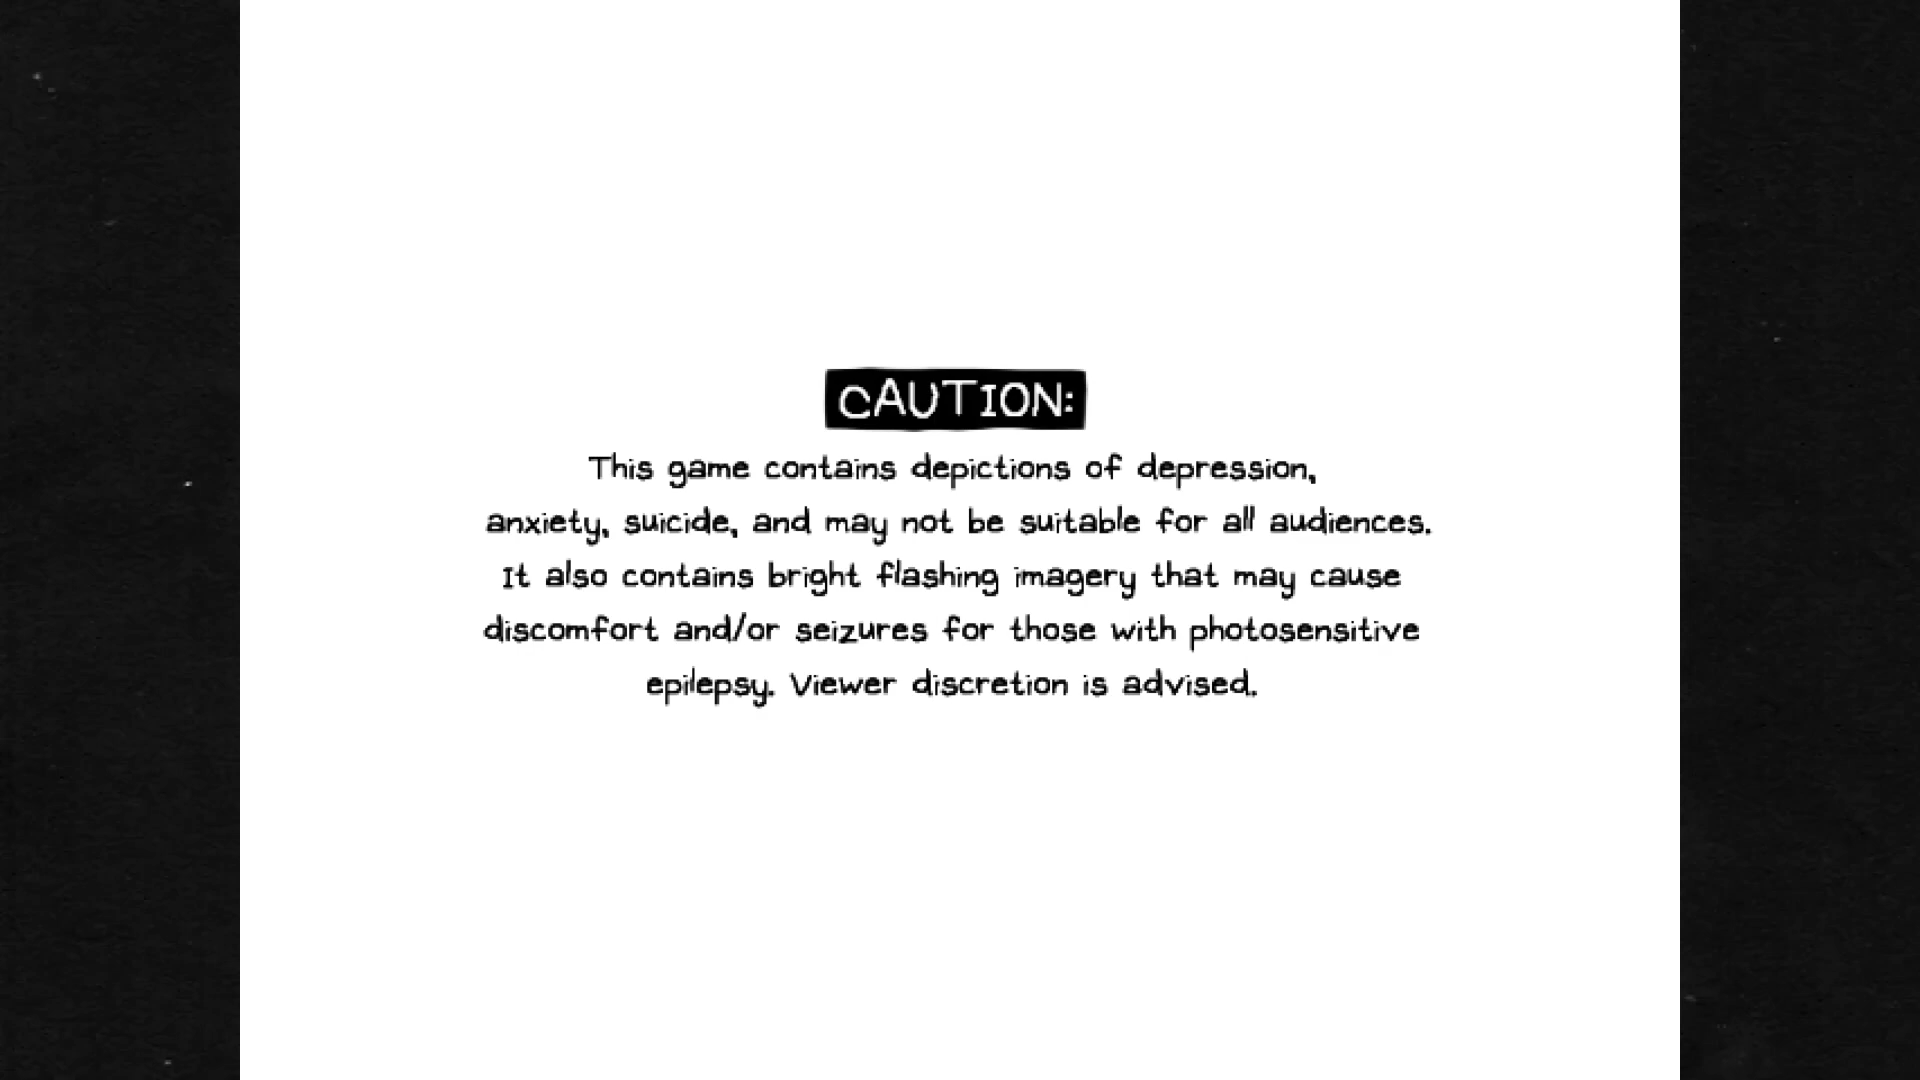 CAUTION:
This game contains depictions of depression,
anxiety, suicide, and may not be suitable for all audiences.
It also contains bright flashing imagery that may cause
discomfort and/or seizures for those with photosensitive
epilepsy. Viewer discretion is advised.